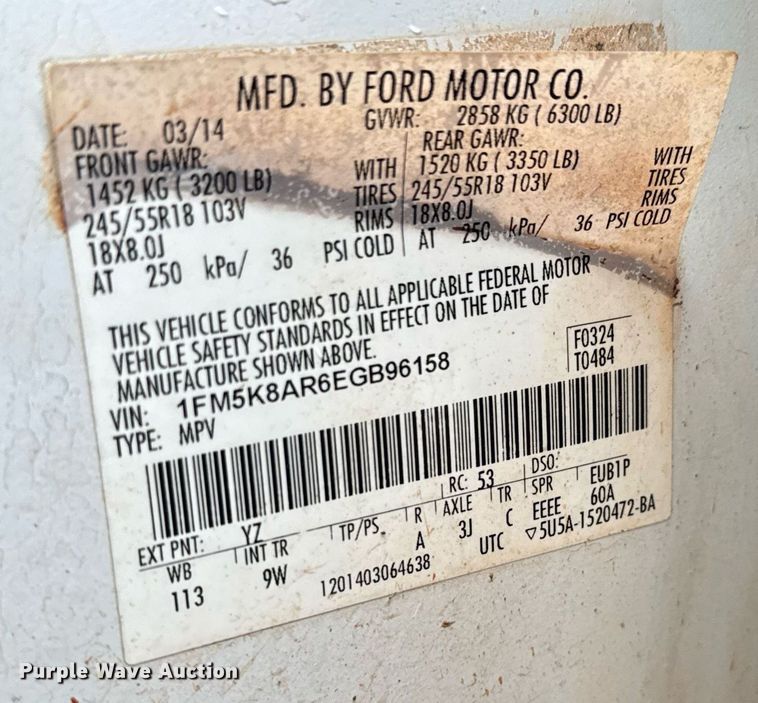 MFD. BY FORD MOTOR CO.
DATE: 03/14 GVWR: 2858 KG ( 6300 LB)
FRONT GAWR: REAR GAWR:
1452 KG ( 3200 LB) WITH 1520 KG ( 3350 LB) WITH
245/55R18 103V TIRES 245/55R18 103V TIRES
18X8.0J RIMS 18X8.0J RIMS
AT 250 kPa/ 36 PSI COLD AT 250 kPa/ 36 PSI COLD
THIS VEHICLE CONFORMS TO ALL APPLICABLE FEDERAL MOTOR
VEHICLE SAFETY STANDARDS IN EFFECT ON THE DATE OF
MANUFACTURE SHOWN ABOVE.
F0324
T0484
VIN: 1FM5K8AR6EGB96158
TYPE: MPV
EXT PNT: YZ RC: 53 DSO:
WB INT TR TP/PS R AXLE TR SPR EUB1P
113 9W A 3J C EEEE 60A
1201403064638 UTC ▽5U5A-1520472-BA
Purple Wave Auction